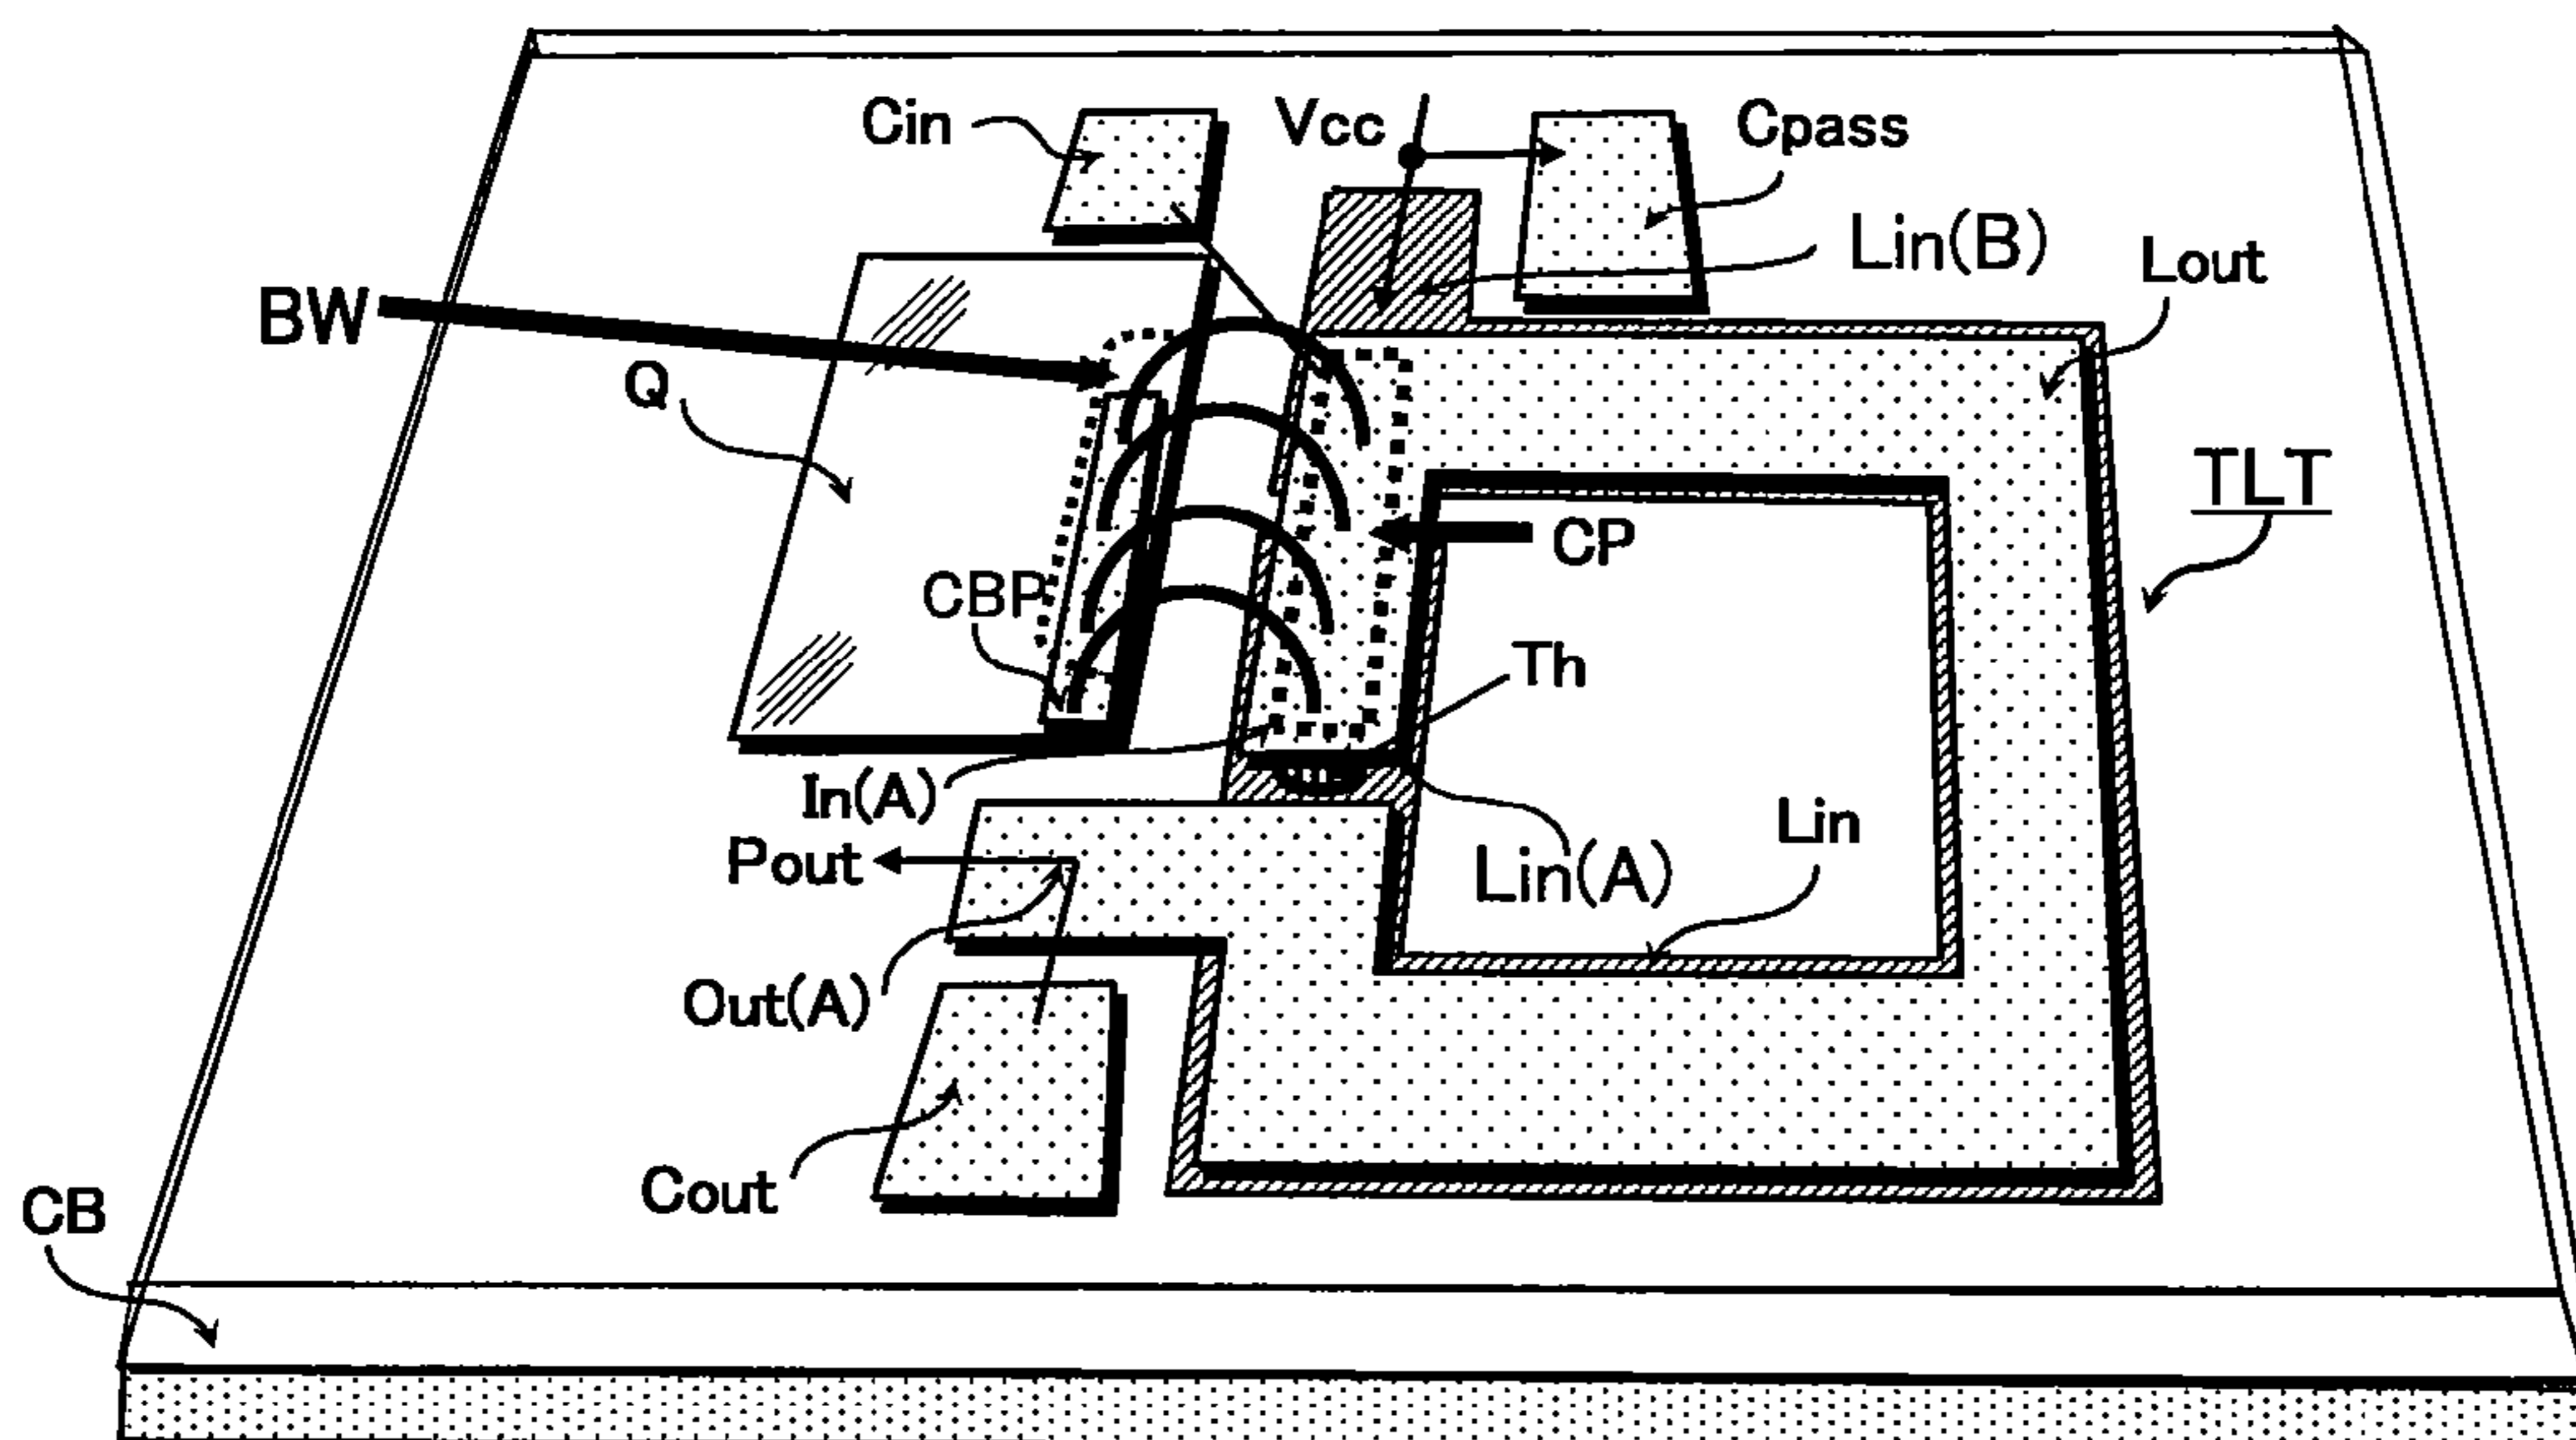 Cin
Vcc
Cpass
Lin(B)
Lout
BW
Q
TLT
CP
CBP
Th
In(A)
Lin
Pout
Lin(A)
Out(A)
Cout
CB